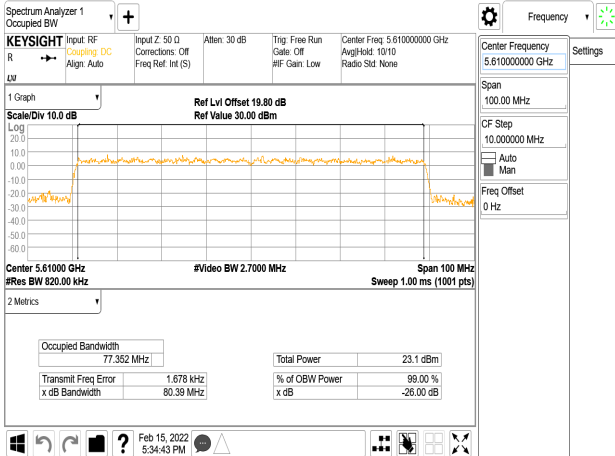 Spectrum Analyzer 1
Occupied BW
Frequency
KEYSIGHT Input: RF Input Z: 50 Ω Atten: 30 dB Trig: Free Run Center Freq: 5.610000000 GHz
Coupling: DC Corrections: Off Gate: Off Avg|Hold: 10/10
R Align: Auto Freq Ref: Int (S) #IF Gain: Low Radio Std: None
LXI
Center Frequency
5.610000000 GHz
Settings
Span
100.00 MHz
CF Step
10.000000 MHz
Auto
Man
Freq Offset
0 Hz
1 Graph
Ref Lvl Offset 19.80 dB
Scale/Div 10.0 dB Ref Value 30.00 dBm
Log
20.0
10.0
0.00
-10.0
-20.0
-30.0
-40.0
-50.0
-60.0
Center 5.61000 GHz #Video BW 2.7000 MHz Span 100 MHz
#Res BW 820.00 kHz Sweep 1.00 ms (1001 pts)
2 Metrics
Occupied Bandwidth
77.352 MHz Total Power 23.1 dBm
Transmit Freq Error 1.678 kHz % of OBW Power 99.00 %
x dB Bandwidth 80.39 MHz x dB -26.00 dB
Feb 15, 2022
5:34:43 PM